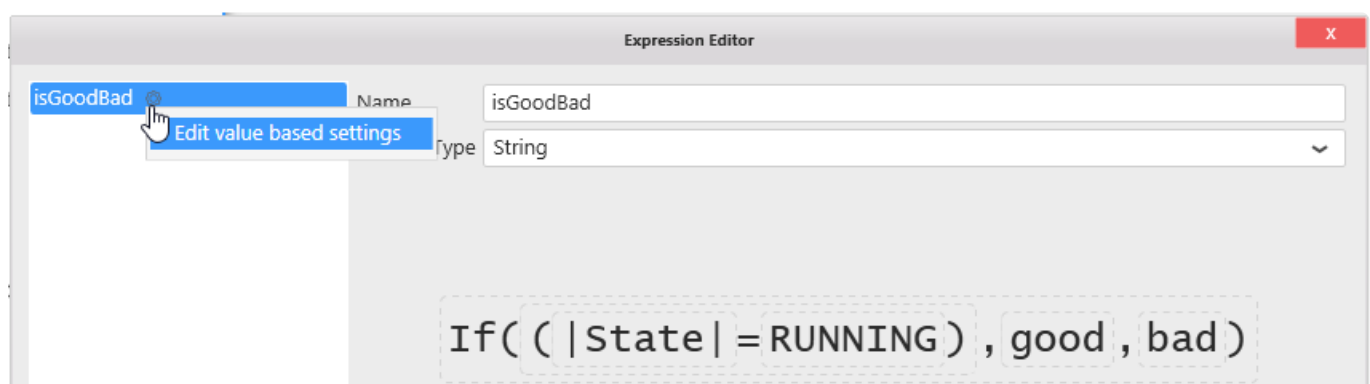 Expression Editor
X
isGoodBad
Name
isGoodBad
Edit value based settings
Type
String
If((|State|=RUNNING),good,bad)